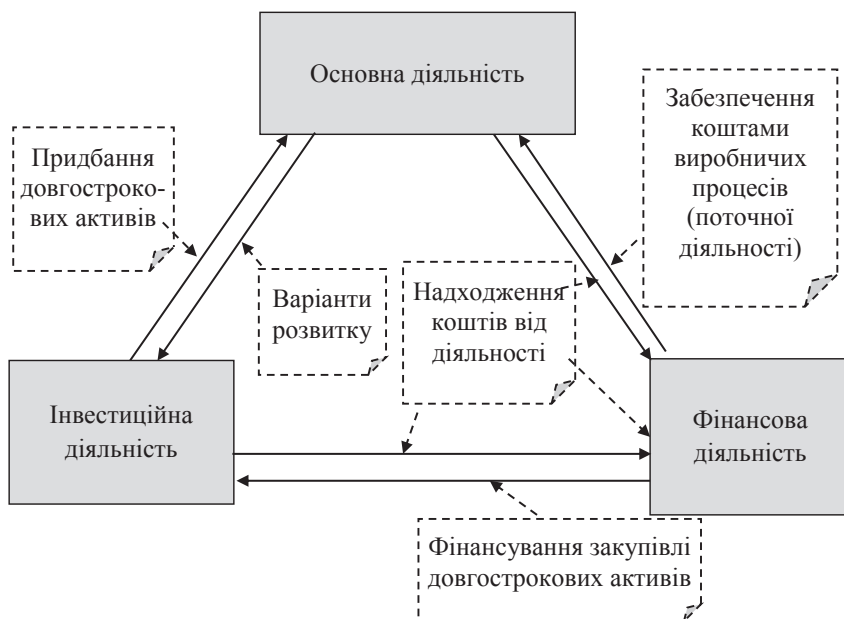 Основна діяльність
Забезпечення
коштами
виробничих
процесів
(поточної
діяльності)
Придбання
довгостроко-
вих активів
Варіанти
розвитку
Надходження
коштів від
діяльності
Інвестиційна
діяльність
Фінансова
діяльність
Фінансування закупівлі
довгострокових активів